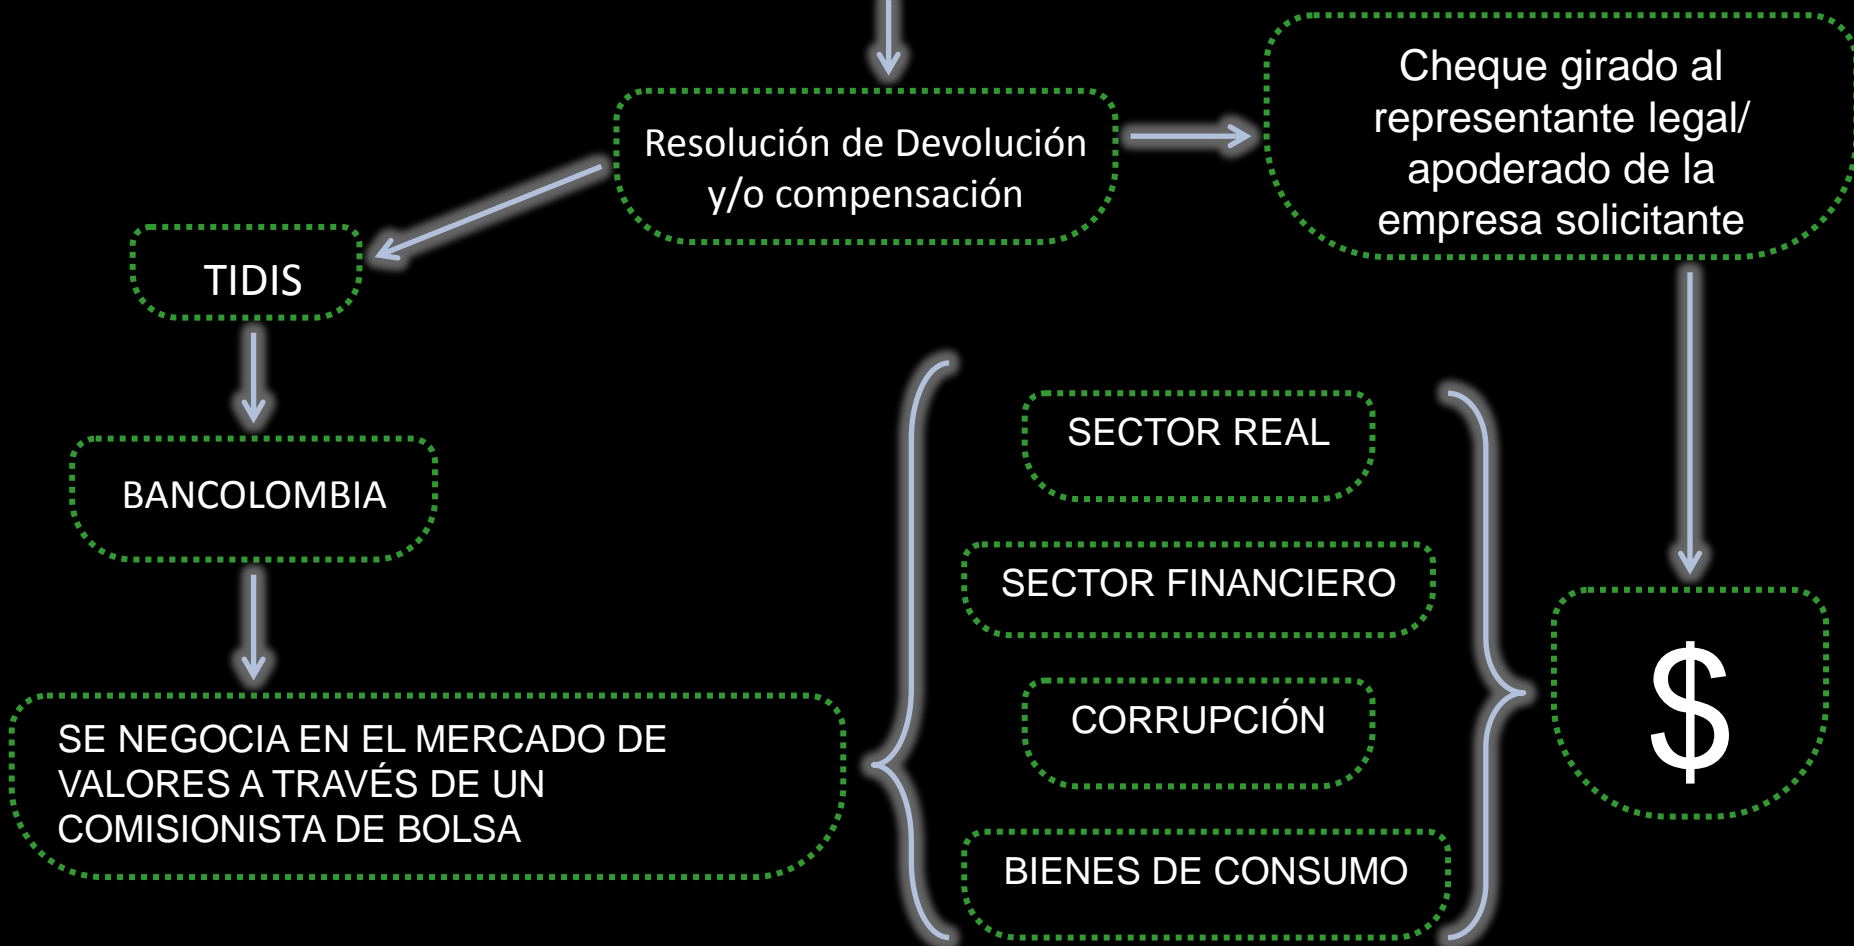 Resolución de Devolución
y/o compensación
Cheque girado al
representante legal/
apoderado de la
empresa solicitante
TIDIS
BANCOLOMBIA
SE NEGOCIA EN EL MERCADO DE
VALORES A TRAVÉS DE UN
COMISIONISTA DE BOLSA
SECTOR REAL
SECTOR FINANCIERO
CORRUPCIÓN
BIENES DE CONSUMO
$